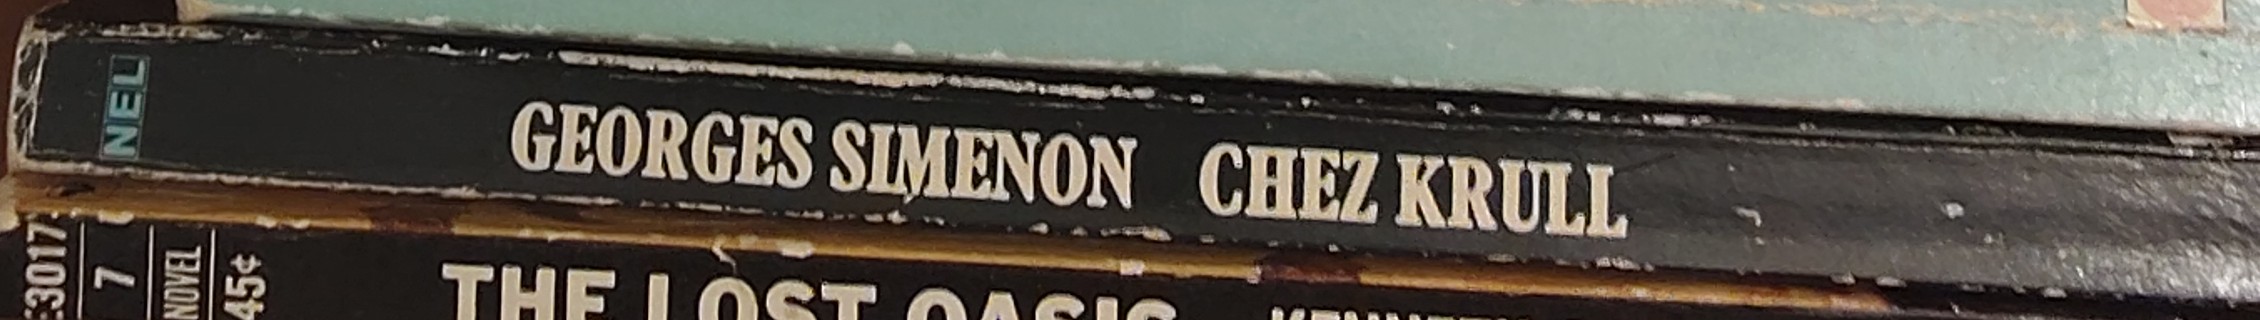 NEL
GEORGES SIMENON CHEZ KRULL
7
NOVEL
45¢
THE LOST OASIS